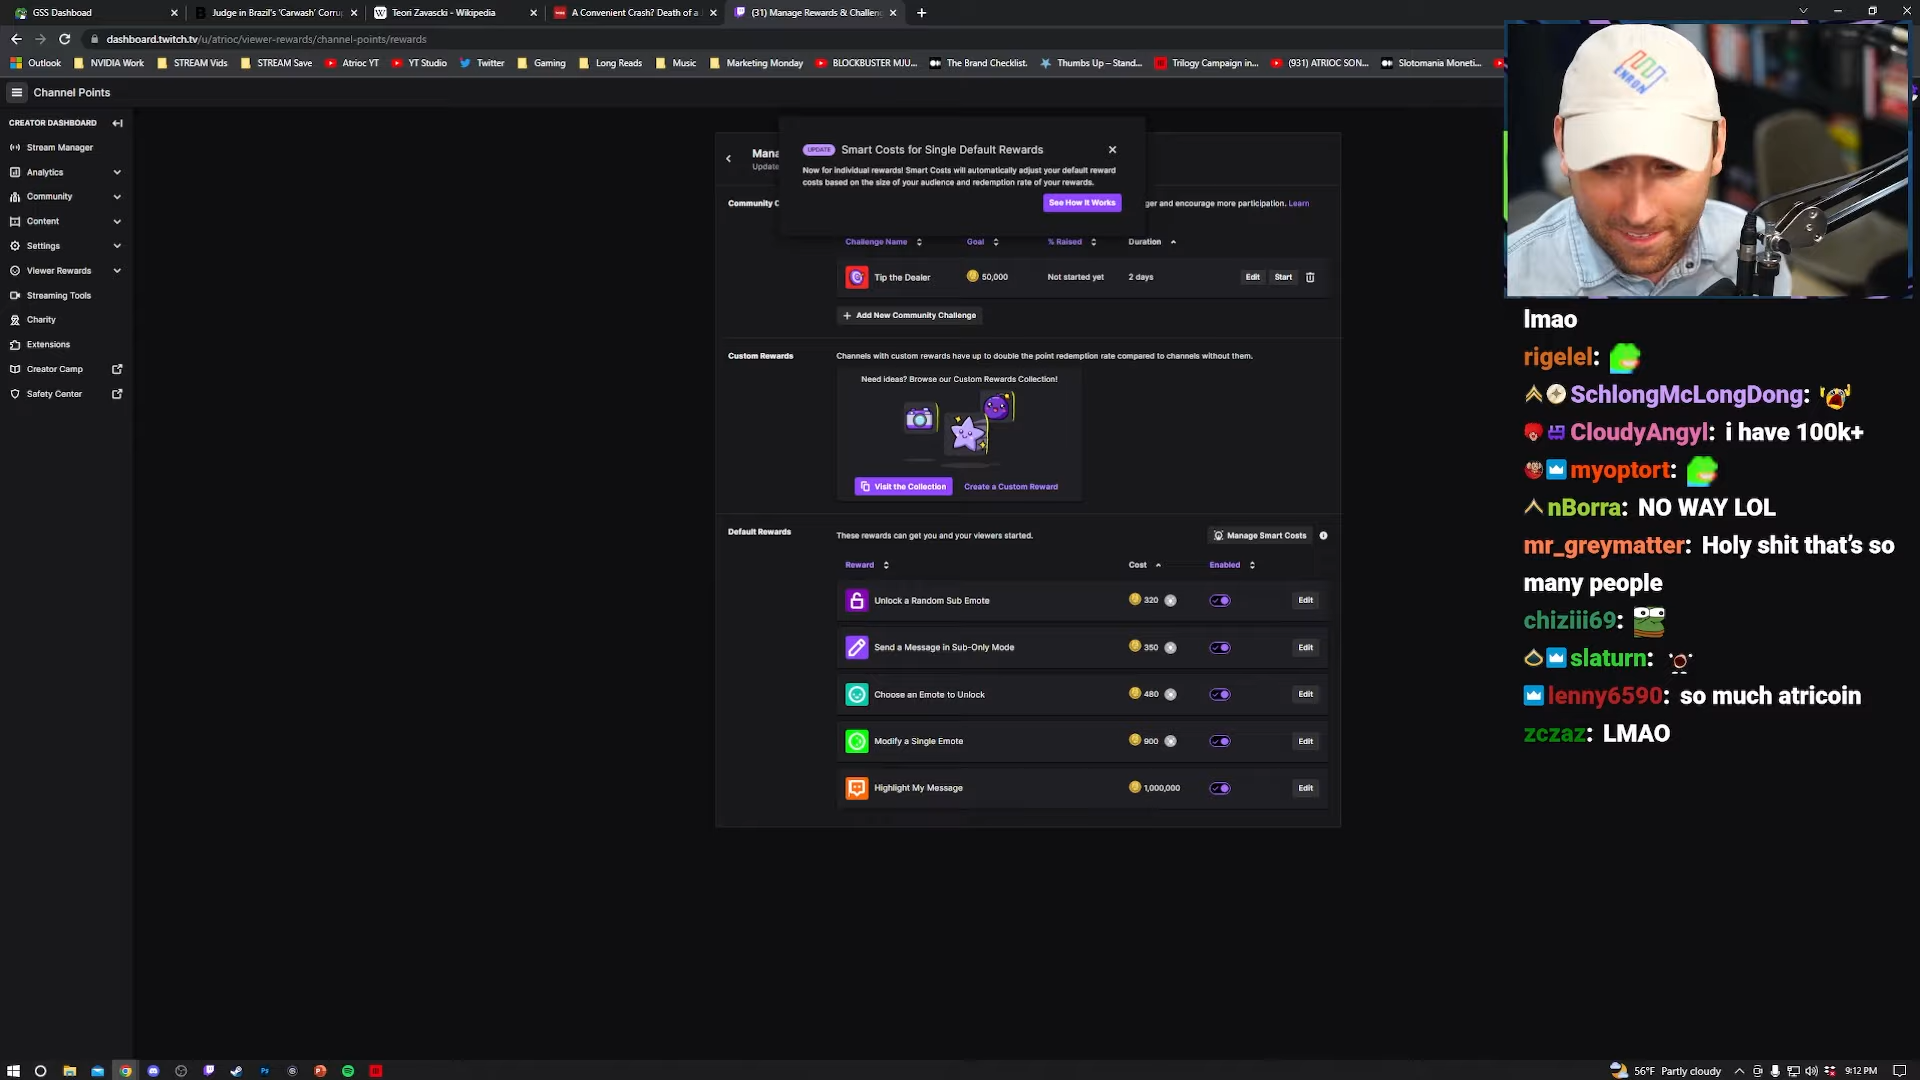 GSS Dashboard
Judge in Brazil's 'Carwash' Corrup
Teori Zavascki - Wikipedia
A Convenient Crash? Death of a
(31) Manage Rewards & Challen
dashboard.twitch.tv/u/atrioc/viewer-rewards/channel-points/rewards
Outlook
NVIDIA Work
STREAM Vids
STREAM Save
Atrioc YT
YT Studio
Twitter
Gaming
Long Reads
Music
Marketing Monday
BLOCKBUSTER MJU...
The Brand Checklist.
Thumbs Up – Stand...
Trilogy Campaign in...
(931) ATRIOC SON...
Slotomania Moneti...
ENRON
Channel Points
CREATOR DASHBOARD
Stream Manager
Analytics
Community
Content
Settings
Viewer Rewards
Streaming Tools
Charity
Extensions
Creator Camp
Safety Center
Mana
Update
UPDATE Smart Costs for Single Default Rewards
Now for individual rewards! Smart Costs will automatically adjust your default reward
costs based on the size of your audience and redemption rate of your rewards.
See How It Works
Community C
ger and encourage more participation. Learn
Challenge Name Goal % Raised Duration
Tip the Dealer 50,000 Not started yet 2 days Edit Start
+ Add New Community Challenge
Custom Rewards
Channels with custom rewards have up to double the point redemption rate compared to channels without them.
Need ideas? Browse our Custom Rewards Collection!
Visit the Collection Create a Custom Reward
Default Rewards
These rewards can get you and your viewers started.
Manage Smart Costs
Reward Cost Enabled
Unlock a Random Sub Emote 320 Edit
Send a Message in Sub-Only Mode 350 Edit
Choose an Emote to Unlock 480 Edit
Modify a Single Emote 900 Edit
Highlight My Message 1,000,000 Edit
lmao
rigelel:
SchlongMcLongDong:
CloudyAngyl: i have 100k+
myoptort:
nBorra: NO WAY LOL
mr_greymatter: Holy shit that's so
many people
chiziii69:
slaturn:
lenny6590: so much atricoin
zczaz: LMAO
56°F Partly cloudy
9:12 PM